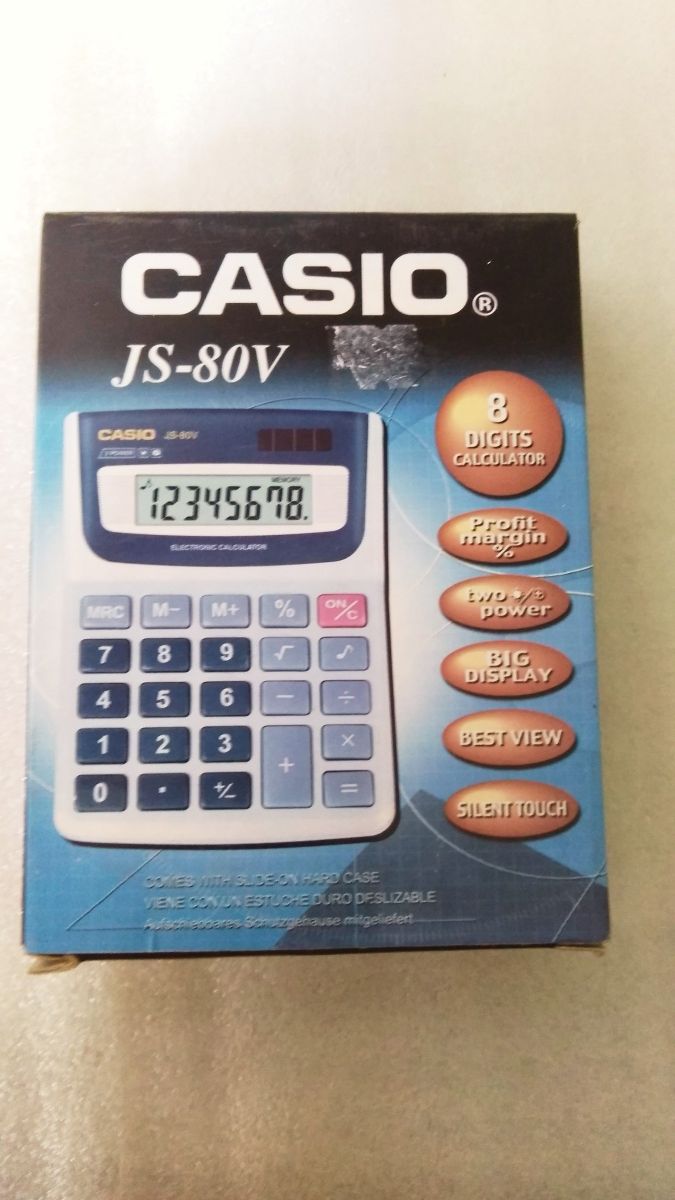 CASIO®
JS-80V
CASIO JS-80V
MEMORY
12345678.
ELECTRONIC CALCULATOR
MRC M− M+ % ON/C
7 8 9 √ ♪
4 5 6 − ÷
1 2 3 + ×
0 . +/− =
8
DIGITS
CALCULATOR
Profit
margin
%
two
power
BIG
DISPLAY
BEST VIEW
SILENT TOUCH
COMES WITH SLIDE-ON HARD CASE
VIENE CON UN ESTUCHE DURO DESLIZABLE
Aufschiebbares Schutzgehause mitgeliefert